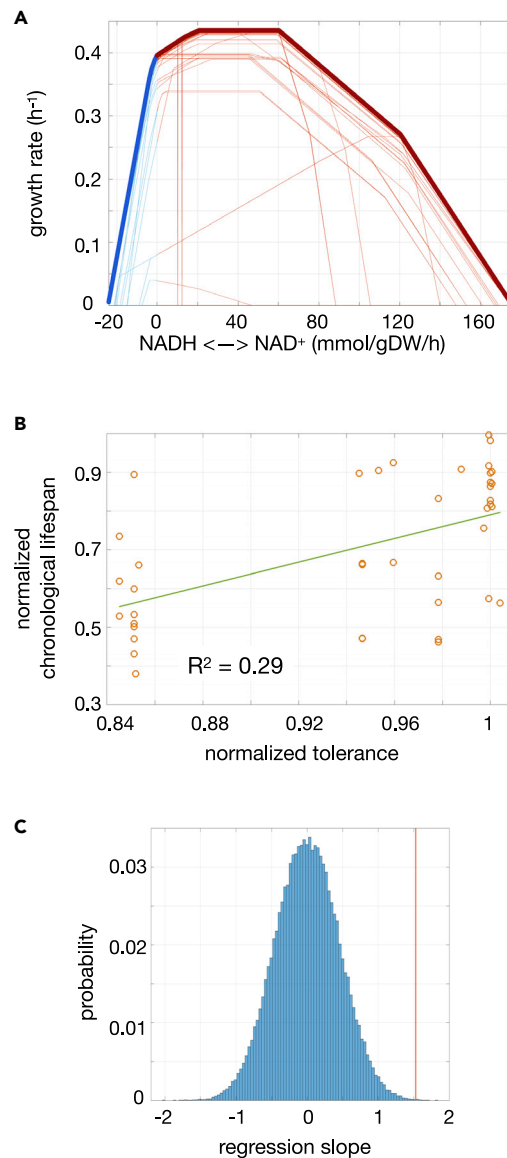 A
growth rate (h⁻¹)
0.4
0.3
0.2
0.1
0
-20 0 40 80 120 160
NADH <—> NAD⁺ (mmol/gDW/h)
B
normalized
chronological lifespan
0.9
0.7
0.5
0.3
R² = 0.29
0.84 0.88 0.92 0.96 1
normalized tolerance
C
probability
0.03
0.02
0.01
0
-2 -1 0 1 2
regression slope